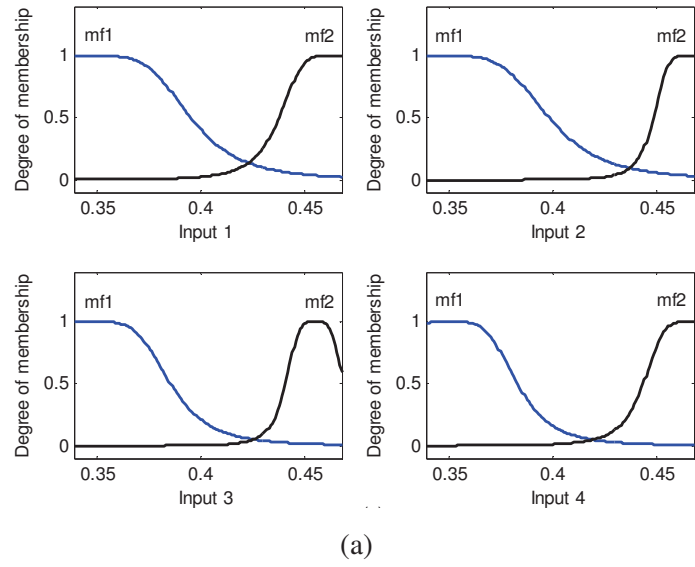 mf1 mf2
1
0.5
0
Degree of membership
0.35 0.4 0.45
Input 1
mf1 mf2
1
0.5
0
Degree of membership
0.35 0.4 0.45
Input 2
mf1 mf2
1
0.5
0
Degree of membership
0.35 0.4 0.45
Input 3
mf1 mf2
1
0.5
0
Degree of membership
0.35 0.4 0.45
Input 4
(a)